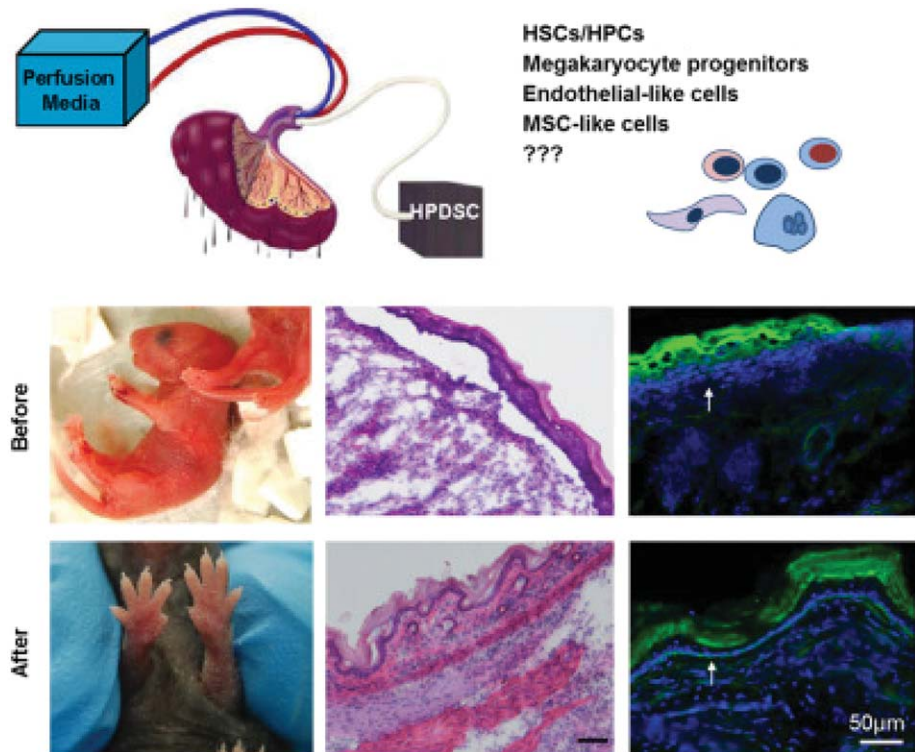 Perfusion
Media
HPDSC
HSCs/HPCs
Megakaryocyte progenitors
Endothelial-like cells
MSC-like cells
???
Before
After
50μm